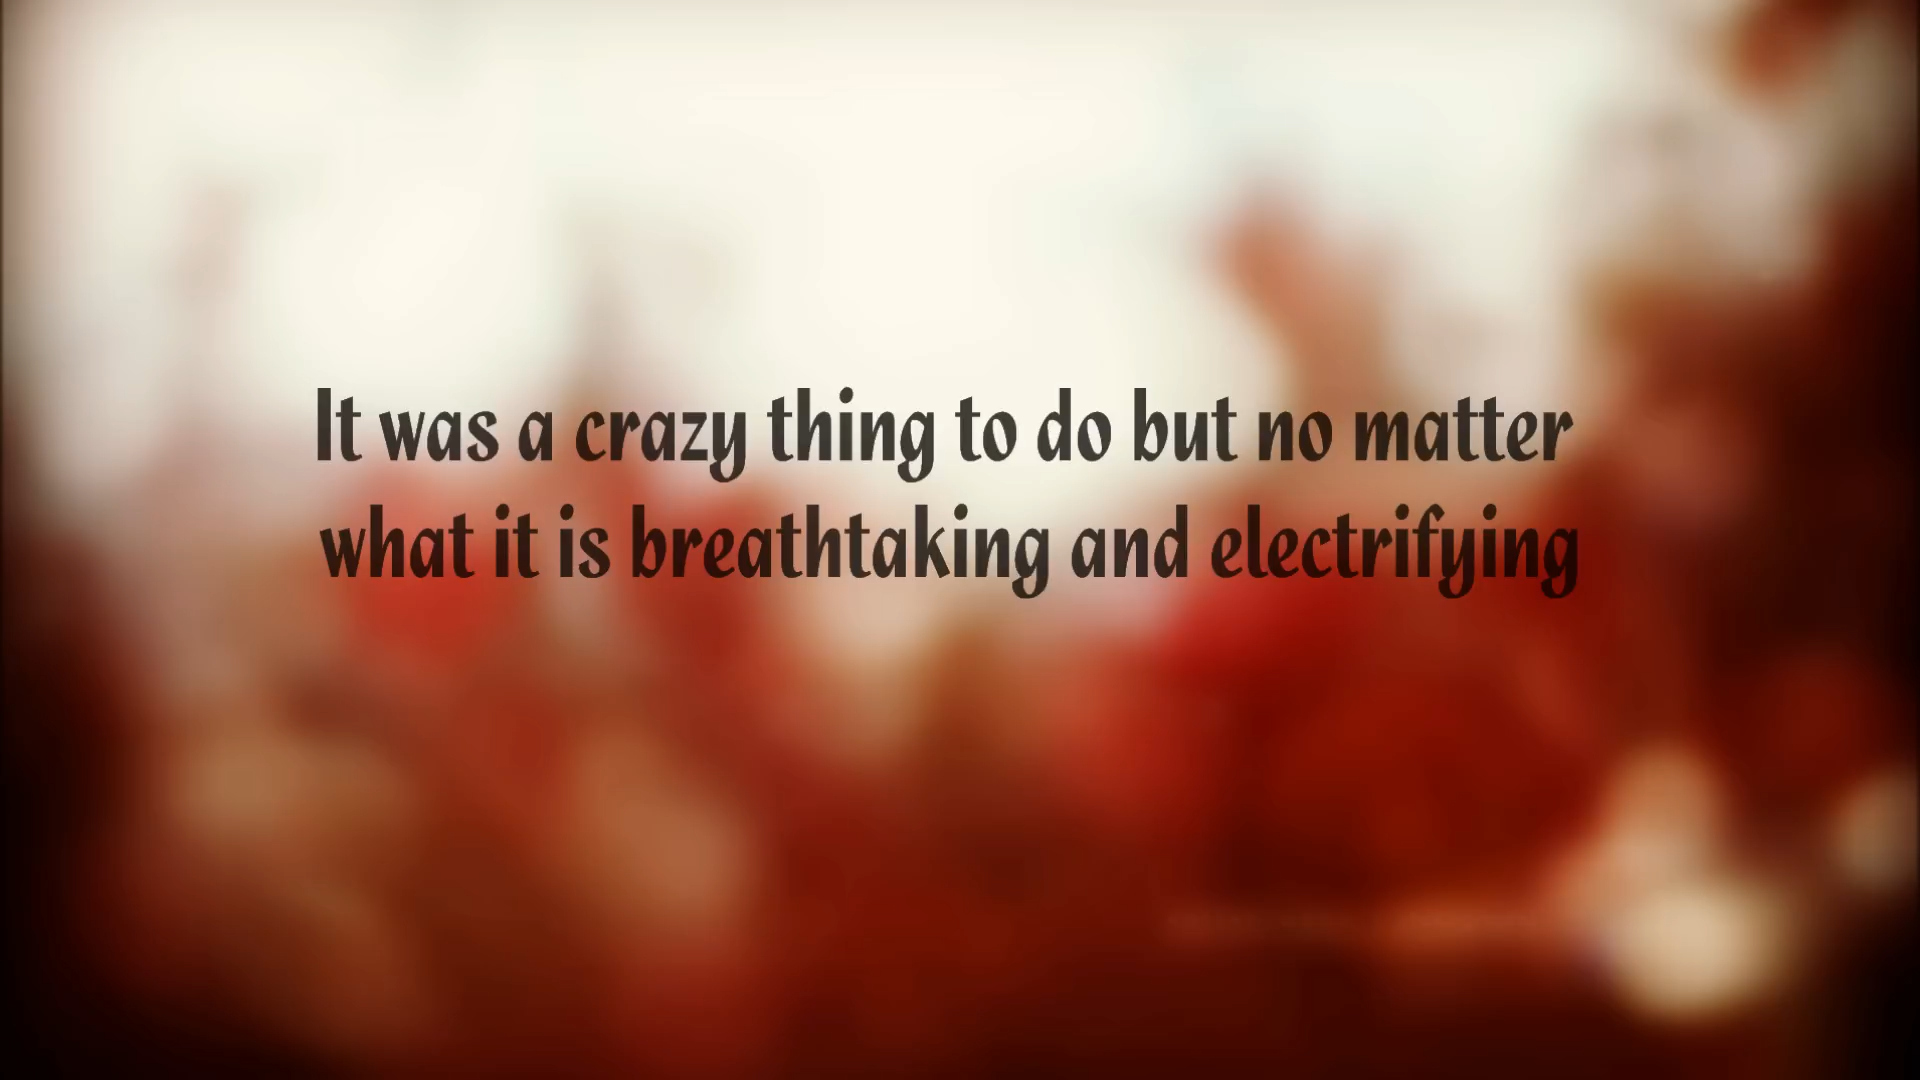 It was a crazy thing to do but no matter
what it is breathtaking and electrifying